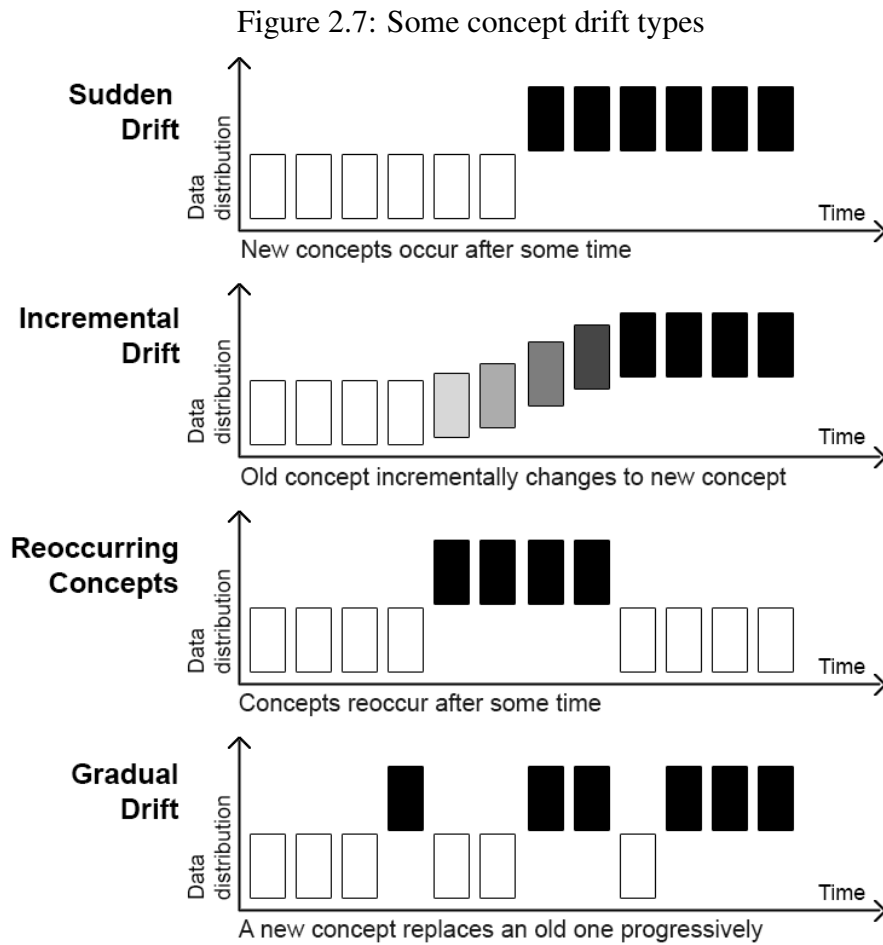 Figure 2.7: Some concept drift types
Sudden
Drift
Data
distribution
Time
New concepts occur after some time
Incremental
Drift
Data
distribution
Time
Old concept incrementally changes to new concept
Reoccurring
Concepts
Data
distribution
Time
Concepts reoccur after some time
Gradual
Drift
Data
distribution
Time
A new concept replaces an old one progressively